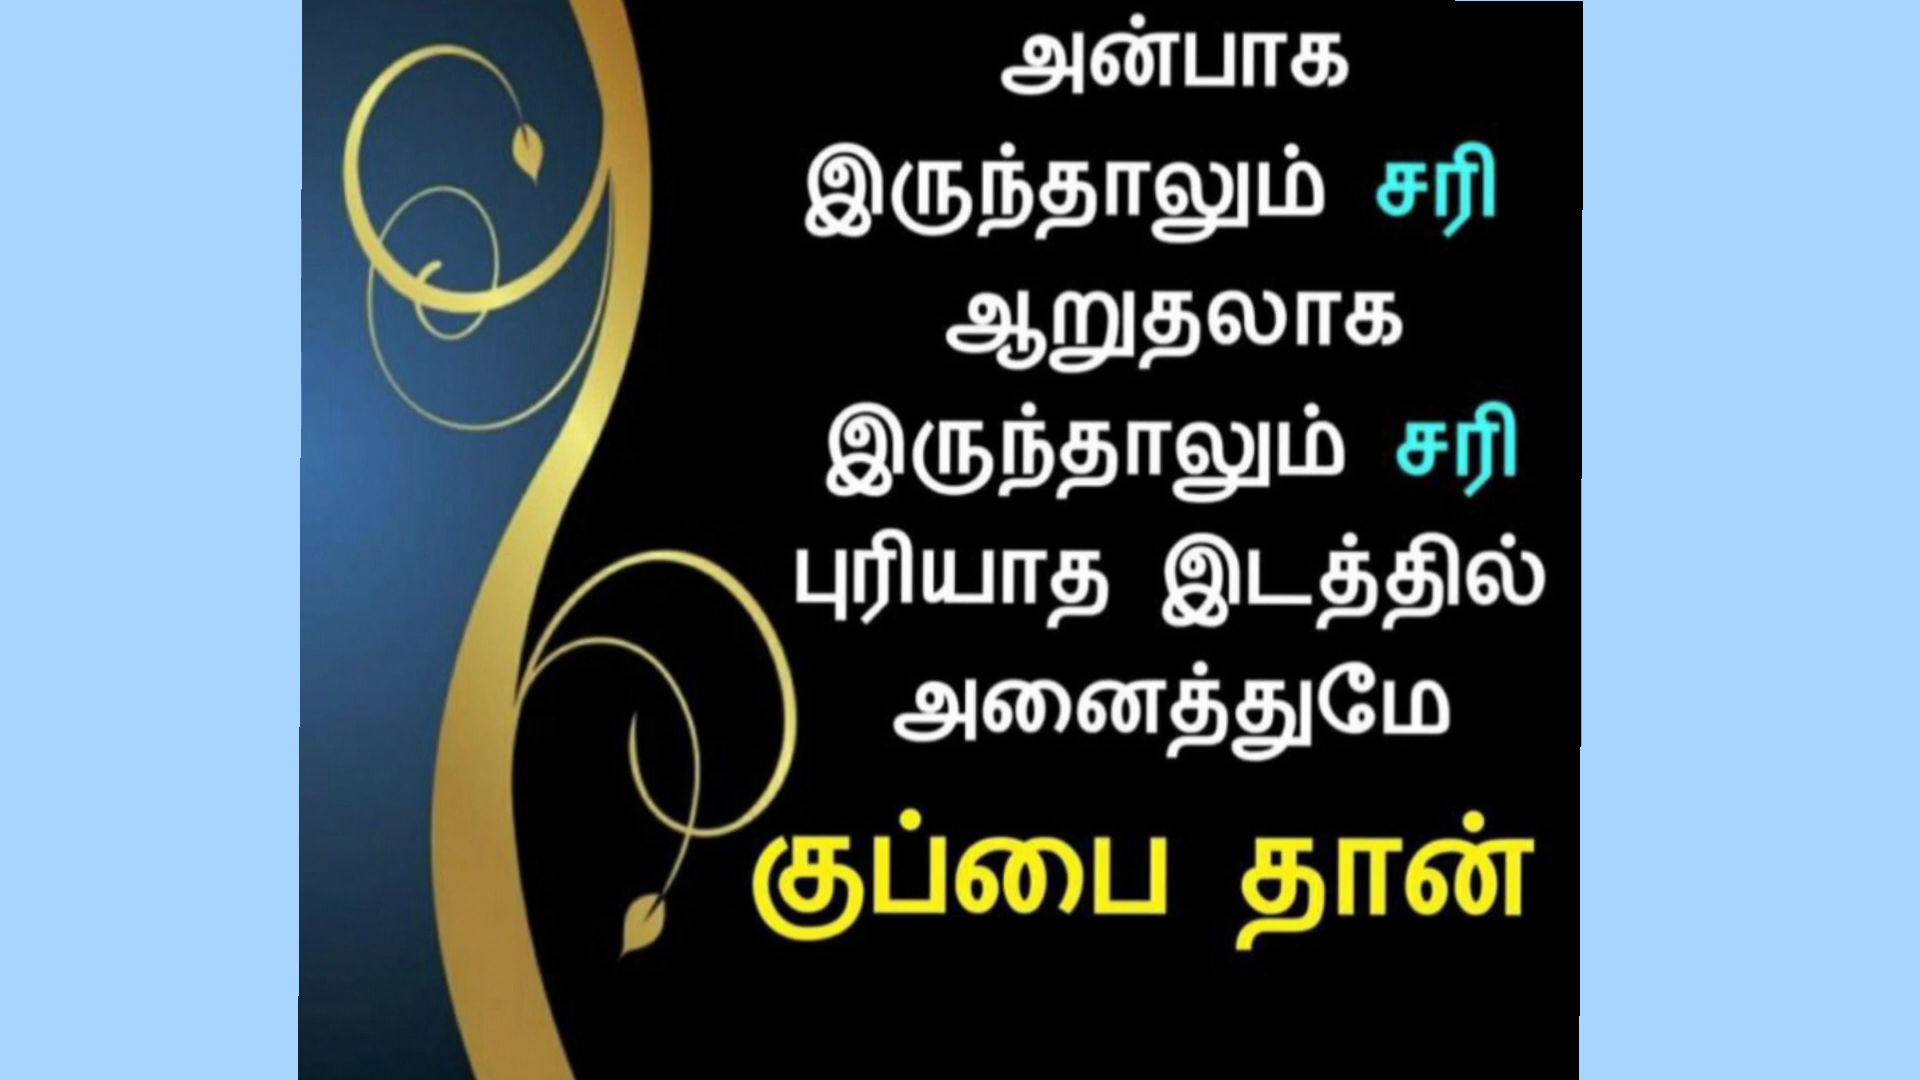 அன்பாக
இருந்தாலும் சரி
ஆறுதலாக
இருந்தாலும் சரி
புரியாத இடத்தில்
அனைத்துமே
குப்பை தான்